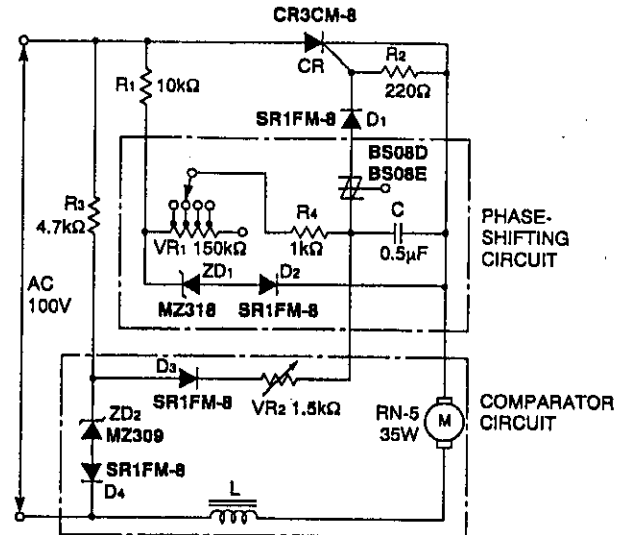 CR3CM-8
CR
R₂
220Ω
R₁ 10kΩ
SR1FM-8 D₁
BS08D
BS08E
R₃
4.7kΩ
R₄
1kΩ
C
0.5μF
VR₁ 150kΩ
PHASE-
SHIFTING
CIRCUIT
ZD₁
D₂
MZ318
SR1FM-8
AC
100V
D₃
SR1FM-8
VR₂ 1.5kΩ
ZD₂
MZ309
RN-5
35W
M
COMPARATOR
CIRCUIT
SR1FM-8
D₄
L